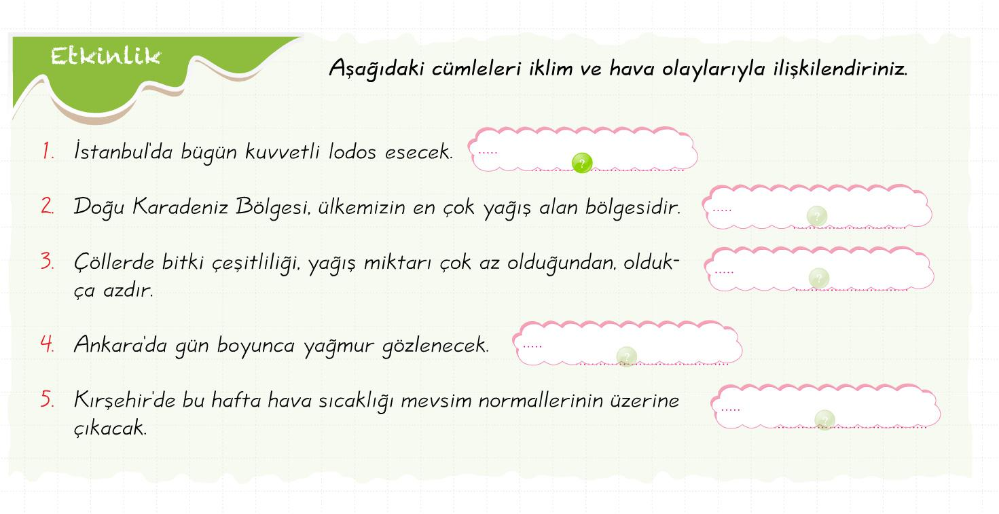 Etkinlik
Aşağıdaki cümleleri iklim ve hava olaylarıyla ilişkilendiriniz.
1. İstanbul'da bügün kuvvetli lodos esecek. .....
?
2. Doğu Karadeniz Bölgesi, ülkemizin en çok yağış alan bölgesidir. .....
?
3. Çöllerde bitki çeşitliliği, yağış miktarı çok az olduğundan, olduk- .....
?
ça azdır.
4. Ankara'da gün boyunca yağmur gözlenecek. .....
?
5. Kırşehir'de bu hafta hava sıcaklığı mevsim normallerinin üzerine .....
?
çıkacak.